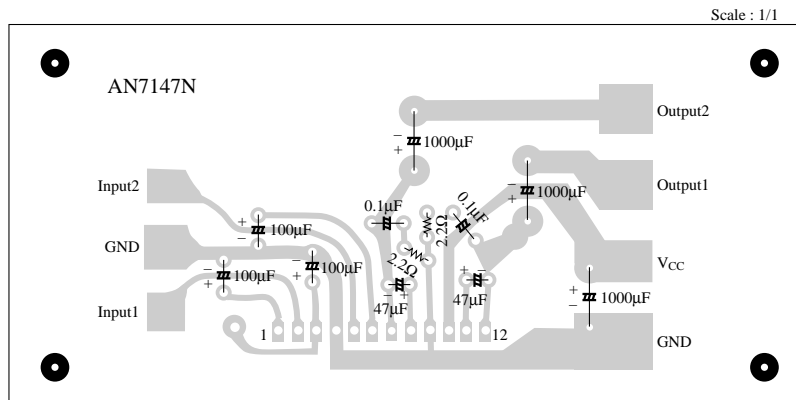 Scale : 1/1
AN7147N
Output2
− 1000µF
+
Input2
Output1
0.1µF
0.1µF
− 1000µF
+
2.2Ω
+ 100µF
−
GND
2.2Ω
− 100µF
+
− 100µF
+
VCC
− +
47µF
+ −
47µF
+ 1000µF
−
Input1
1
12
GND